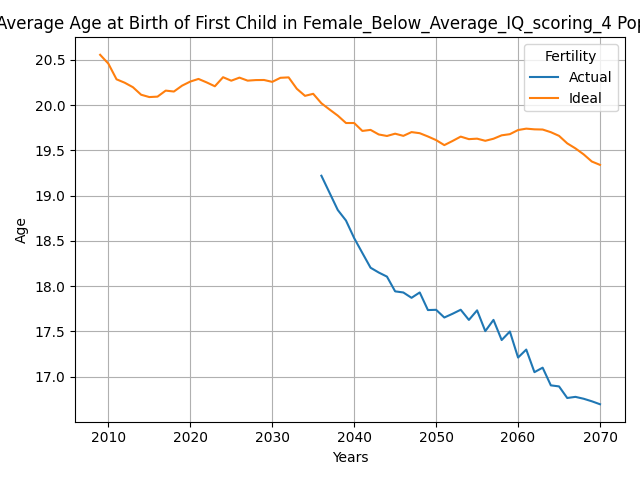 Average Age at Birth of First Child in Female_Below_Average_IQ_scoring_4 Pop
Fertility
Actual
Ideal
20.5
20.0
19.5
19.0
18.5
18.0
17.5
17.0
Age
2010 2020 2030 2040 2050 2060 2070
Years